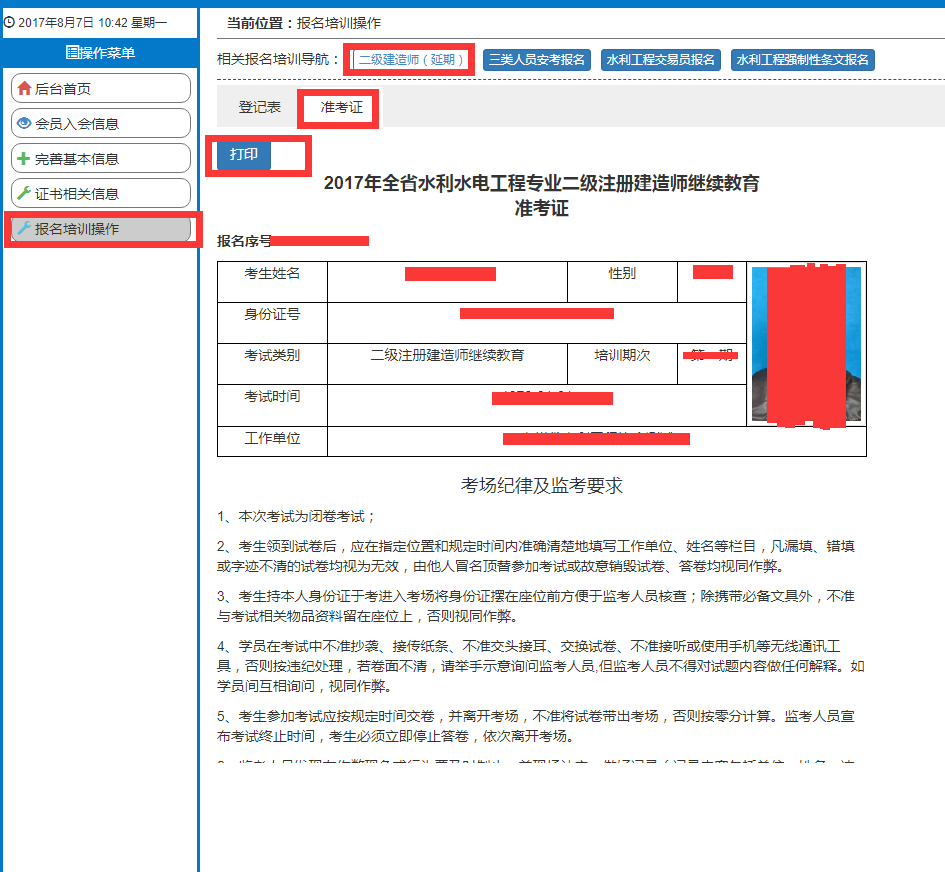 2017年8月7日 10:42 星期一
操作菜单
后台首页
会员入会信息
完善基本信息
证书相关信息
报名培训操作
当前位置：报名培训操作
相关报名培训导航： 二级建造师（延期） 三类人员安考报名 水利工程交易员报名 水利工程强制性条文报名
登记表 准考证
打印
2017年全省水利水电工程专业二级注册建造师继续教育
准考证
报名序号
考生姓名 性别
身份证号
考试类别 二级注册建造师继续教育 培训期次
考试时间
工作单位
考场纪律及监考要求
1、本次考试为闭卷考试；
2、考生领到试卷后，应在指定位置和规定时间内准确清楚地填写工作单位、姓名等栏目，凡漏填、错填
或字迹不清的试卷均视为无效，由他人冒名顶替参加考试或故意销毁试卷、答卷均视同作弊。
3、考生持本人身份证于考进入考场将身份证摆在座位前方便于监考人员核查；除携带必备文具外，不准
与考试相关物品资料留在座位上，否则视同作弊。
4、学员在考试中不准抄袭、接传纸条、不准交头接耳、交换试卷、不准接听或使用手机等无线通讯工
具，否则按违纪处理，若卷面不清，请举手示意询问监考人员,但监考人员不得对试题内容做任何解释。如
学员间互相询问，视同作弊。
5、考生参加考试应按规定时间交卷，并离开考场，不准将试卷带出考场，否则按零分计算。监考人员宣
布考试终止时间，考生必须立即停止答卷，依次离开考场。